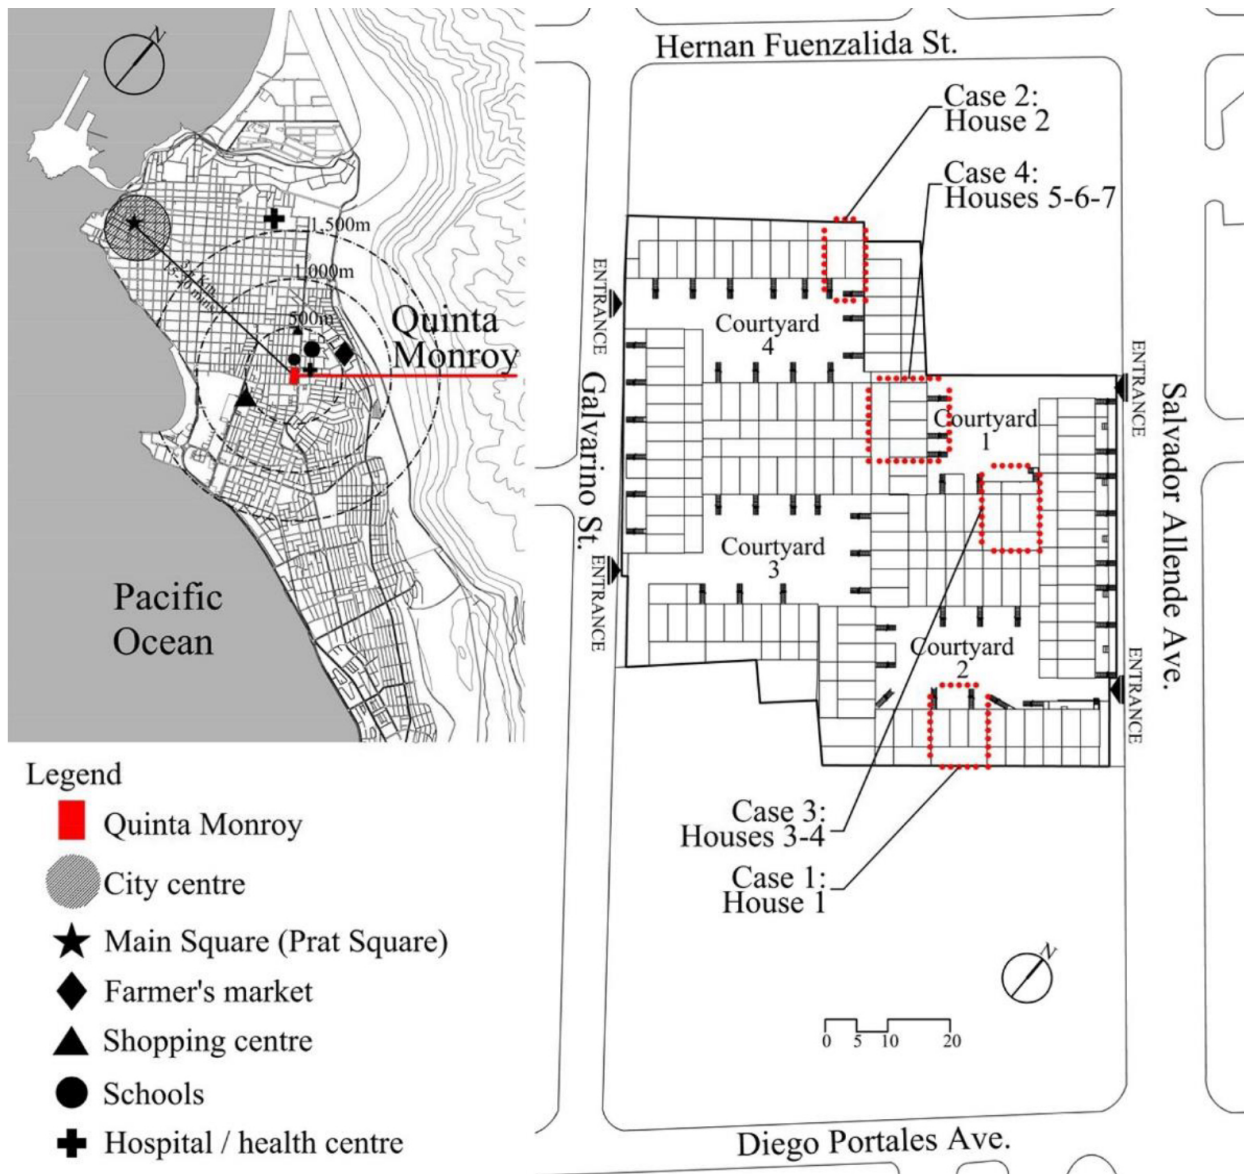 N
1,500m
1,000m
500m
Quinta
Monroy
Pacific
Ocean
Legend
Quinta Monroy
City centre
Main Square (Prat Square)
Farmer's market
Shopping centre
Schools
Hospital / health centre
Hernan Fuenzalida St.
Case 2:
House 2
Case 4:
Houses 5-6-7
ENTRANCE
Courtyard
4
Galvarino St.
ENTRANCE
Courtyard
1
Salvador Allende Ave.
Courtyard
3
ENTRANCE
Courtyard
2
ENTRANCE
Case 3:
Houses 3-4
Case 1:
House 1
N
0 5 10 20
Diego Portales Ave.